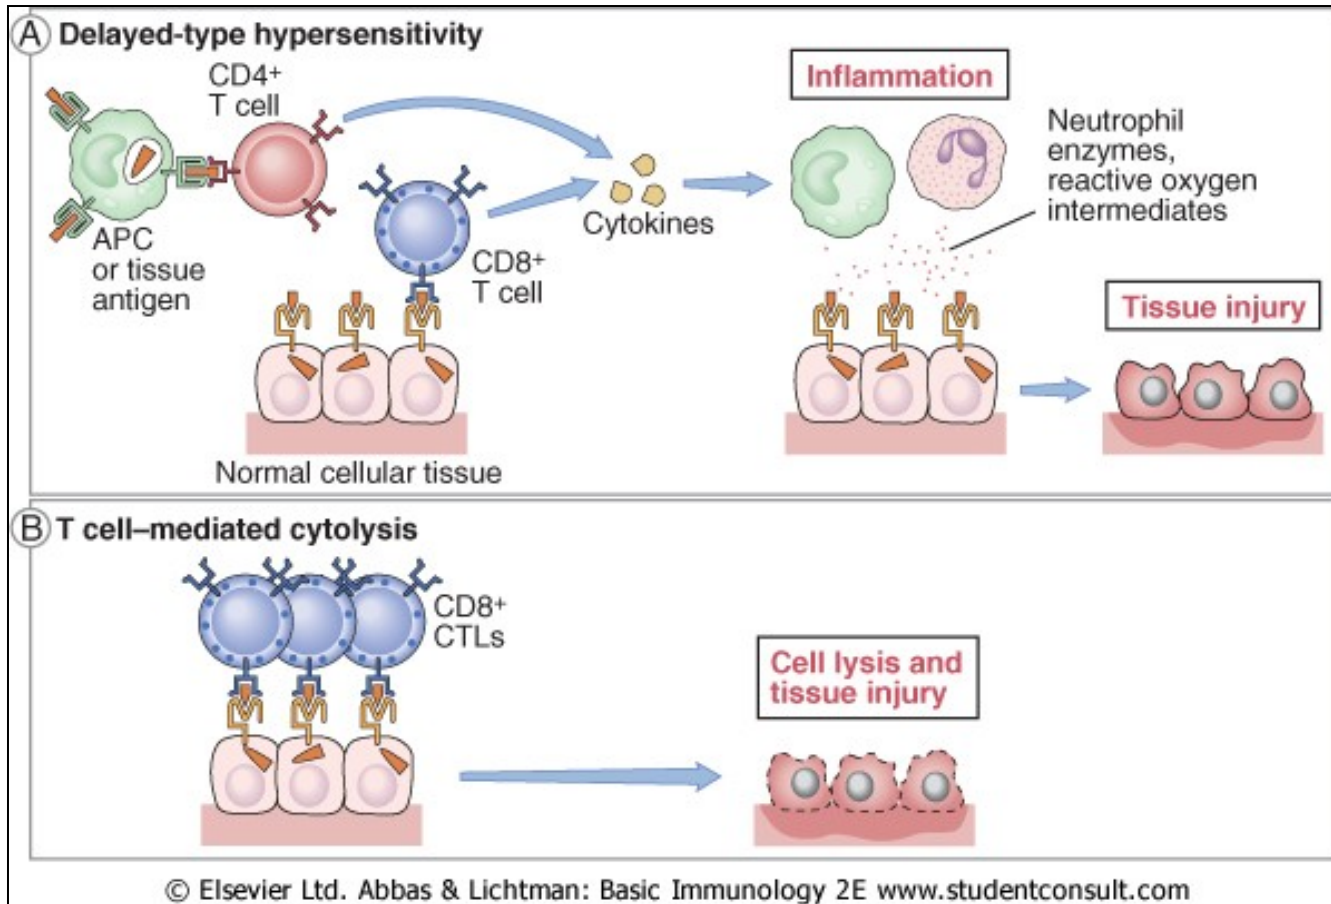 A Delayed-type hypersensitivity
CD4+
T cell
APC
or tissue
antigen
CD8+
T cell
Normal cellular tissue
Cytokines
Inflammation
Neutrophil
enzymes,
reactive oxygen
intermediates
Tissue injury
B T cell–mediated cytolysis
CD8+
CTLs
Cell lysis and
tissue injury
© Elsevier Ltd. Abbas & Lichtman: Basic Immunology 2E www.studentconsult.com